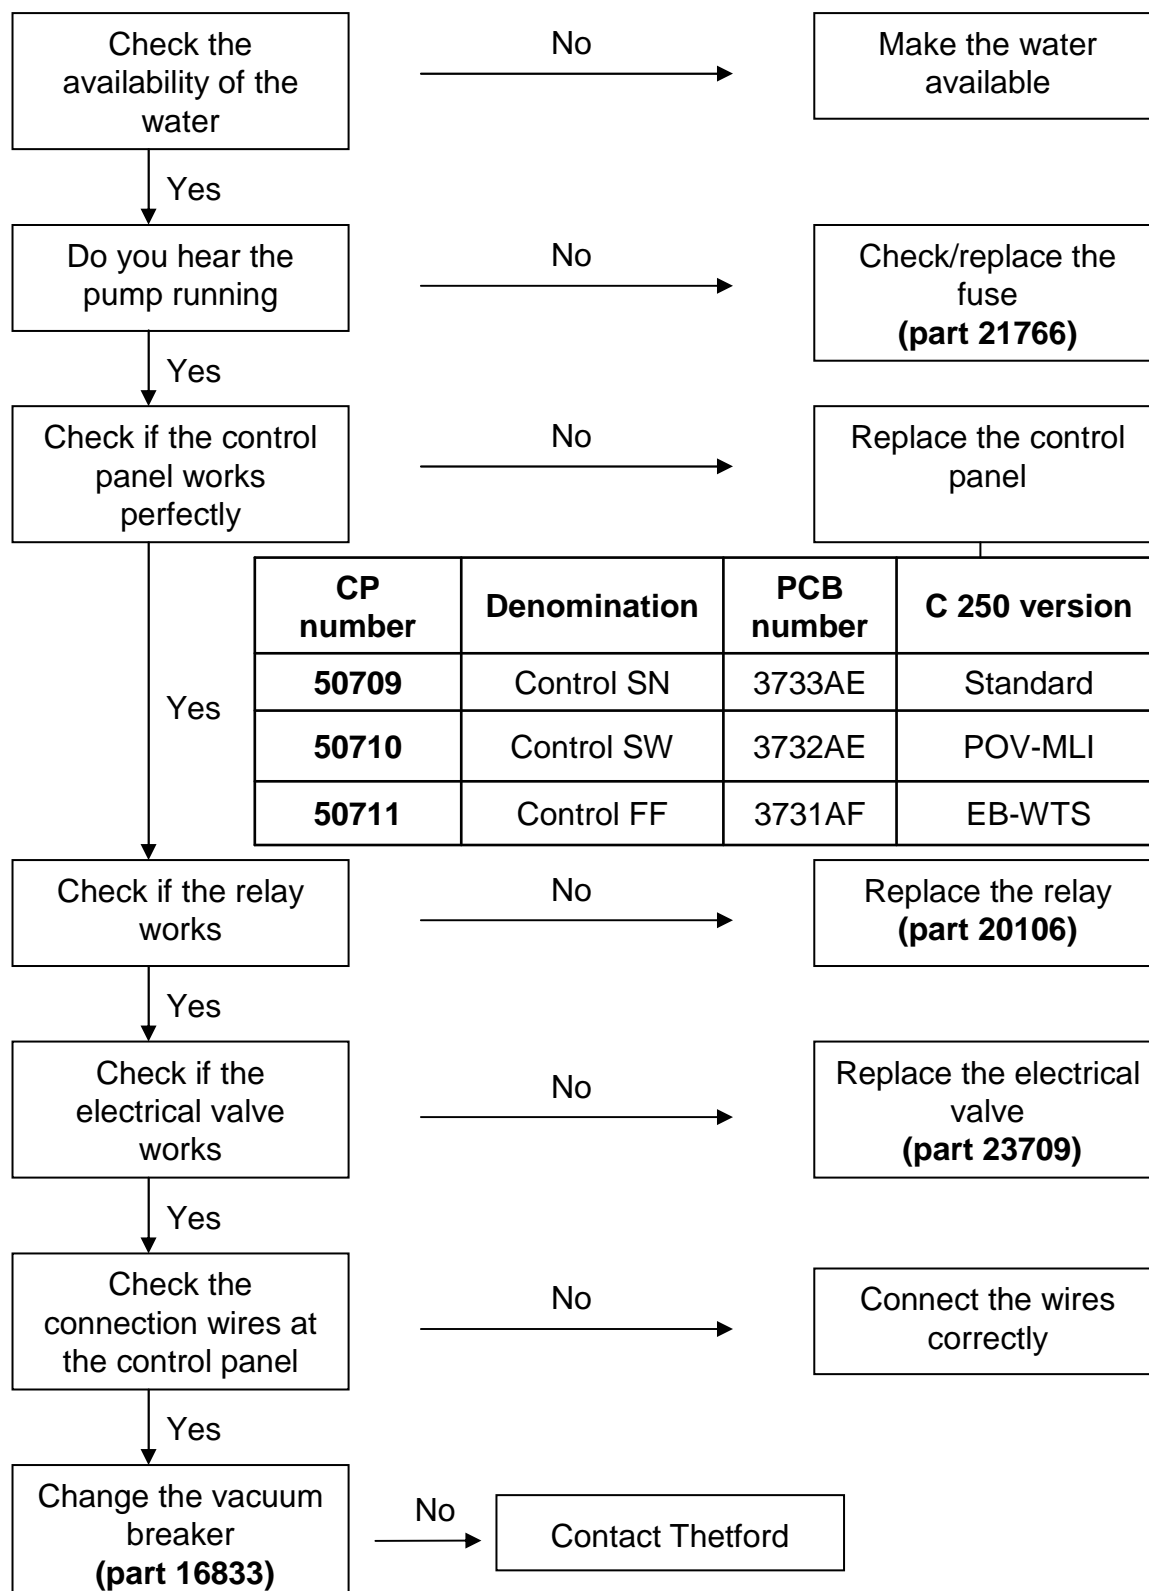 Check the
availability of the
water
No
Make the water
available
Yes
Do you hear the
pump running
No
Check/replace the
fuse
(part 21766)
Yes
Check if the control
panel works
perfectly
No
Replace the control
panel
Yes
CP
number
Denomination
PCB
number
C 250 version
50709
Control SN
3733AE
Standard
50710
Control SW
3732AE
POV-MLI
50711
Control FF
3731AF
EB-WTS
Check if the relay
works
No
Replace the relay
(part 20106)
Yes
Check if the
electrical valve
works
No
Replace the electrical
valve
(part 23709)
Yes
Check the
connection wires at
the control panel
No
Connect the wires
correctly
Yes
Change the vacuum
breaker
(part 16833)
No
Contact Thetford